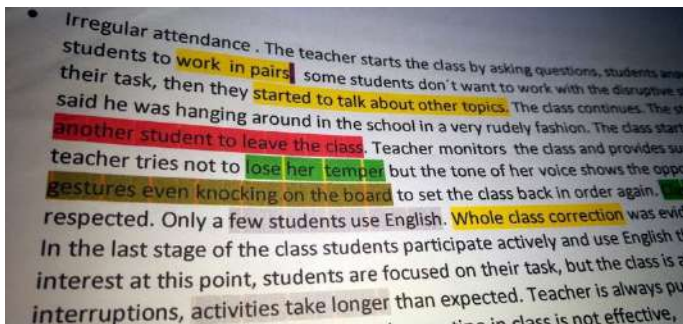 • Irregular attendance . The teacher starts the class by asking questions, students
students to work in pairs some students don´t want to work with the disruptive
their task, then they started to talk about other topics. The class continues. The
said he was hanging around in the school in a very rudely fashion. The class
another student to leave the class. Teacher monitors the class and provides
teacher tries not to lose her temper but the tone of her voice shows the
gestures even knocking on the board to set the class back in order again.
respected. Only a few students use English. Whole class correction was
In the last stage of the class students participate actively and use English
interest at this point, students are focused on their task, but the class is
interruptions, activities take longer than expected. Teacher is always
in class is not effective,